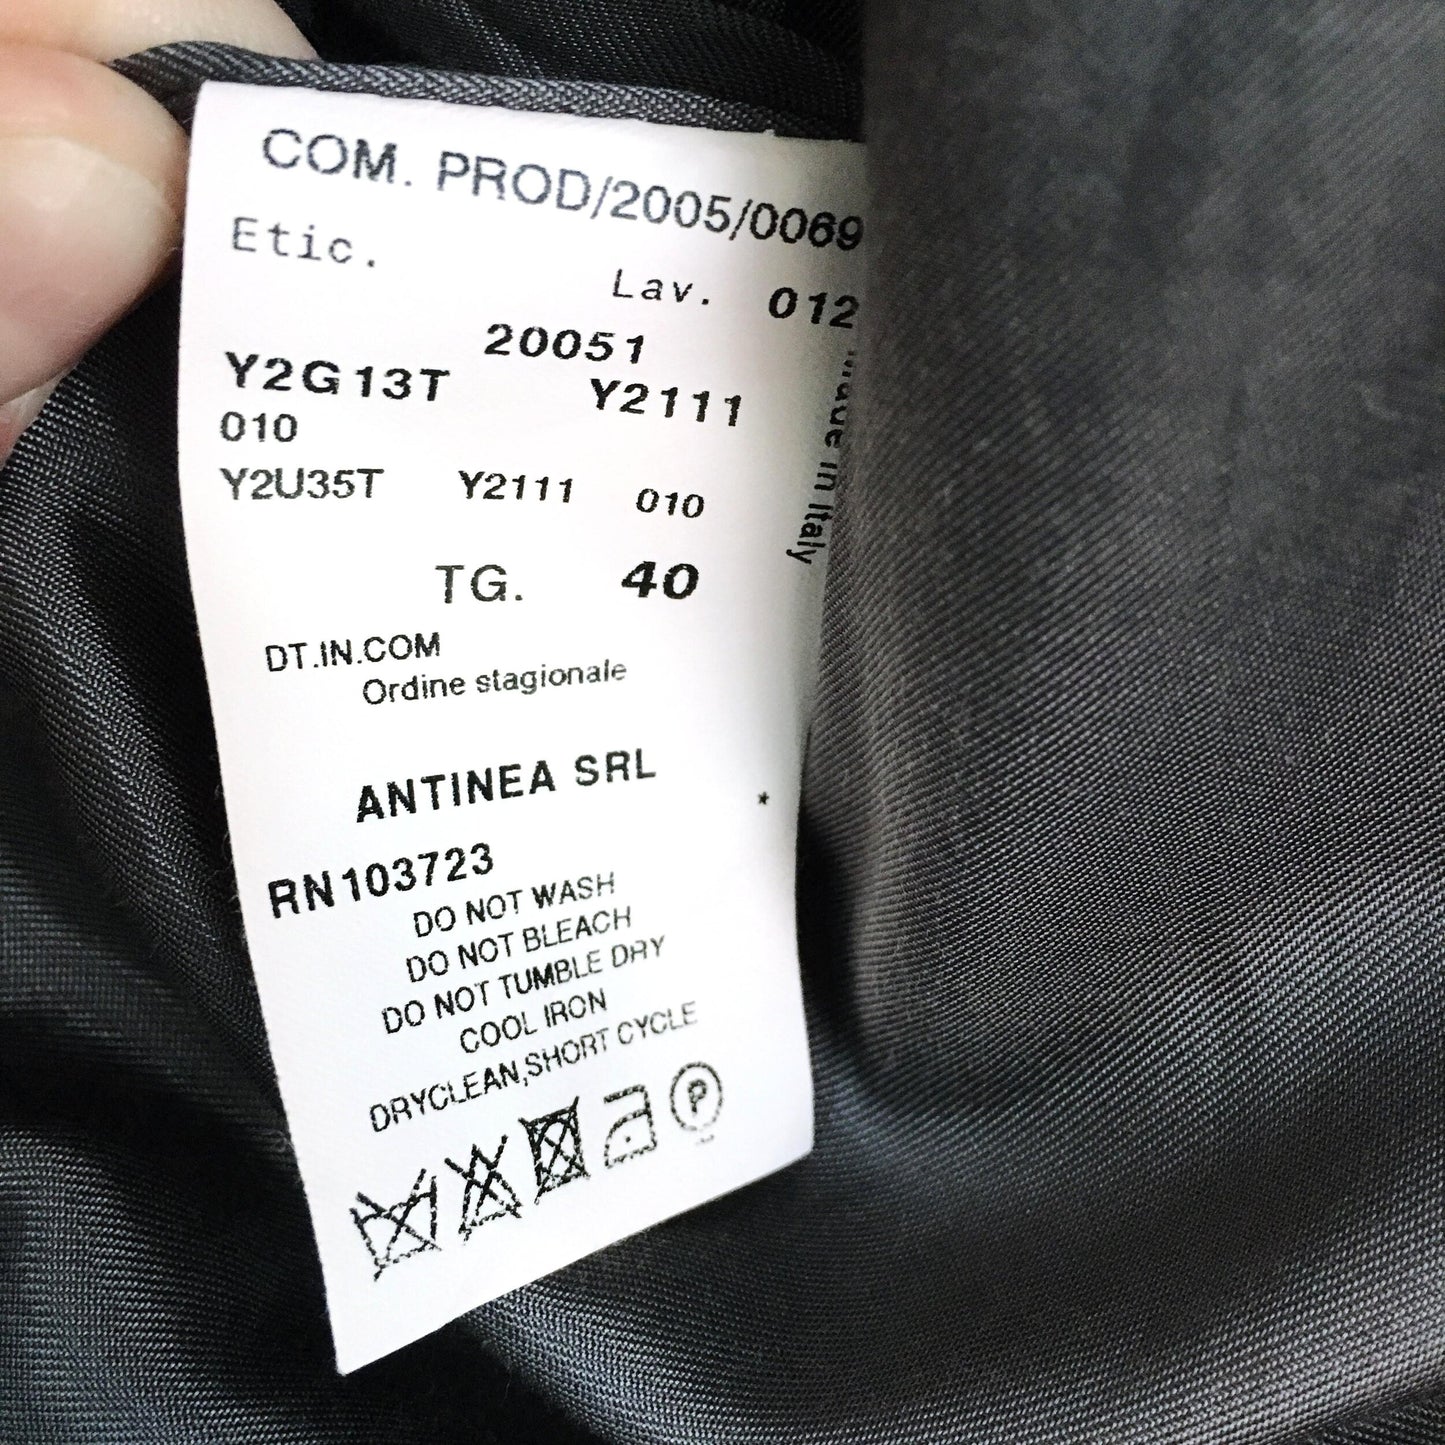 COM. PROD/2005/0069
Etic.
Lav. 012
20051
Y2G13T Y2111
010
Y2U35T Y2111 010
TG. 40
DT.IN.COM
Ordine stagionale
ANTINEA SRL
*
RN103723
DO NOT WASH
DO NOT BLEACH
DO NOT TUMBLE DRY
COOL IRON
DRYCLEAN,SHORT CYCLE
P
Made in Italy